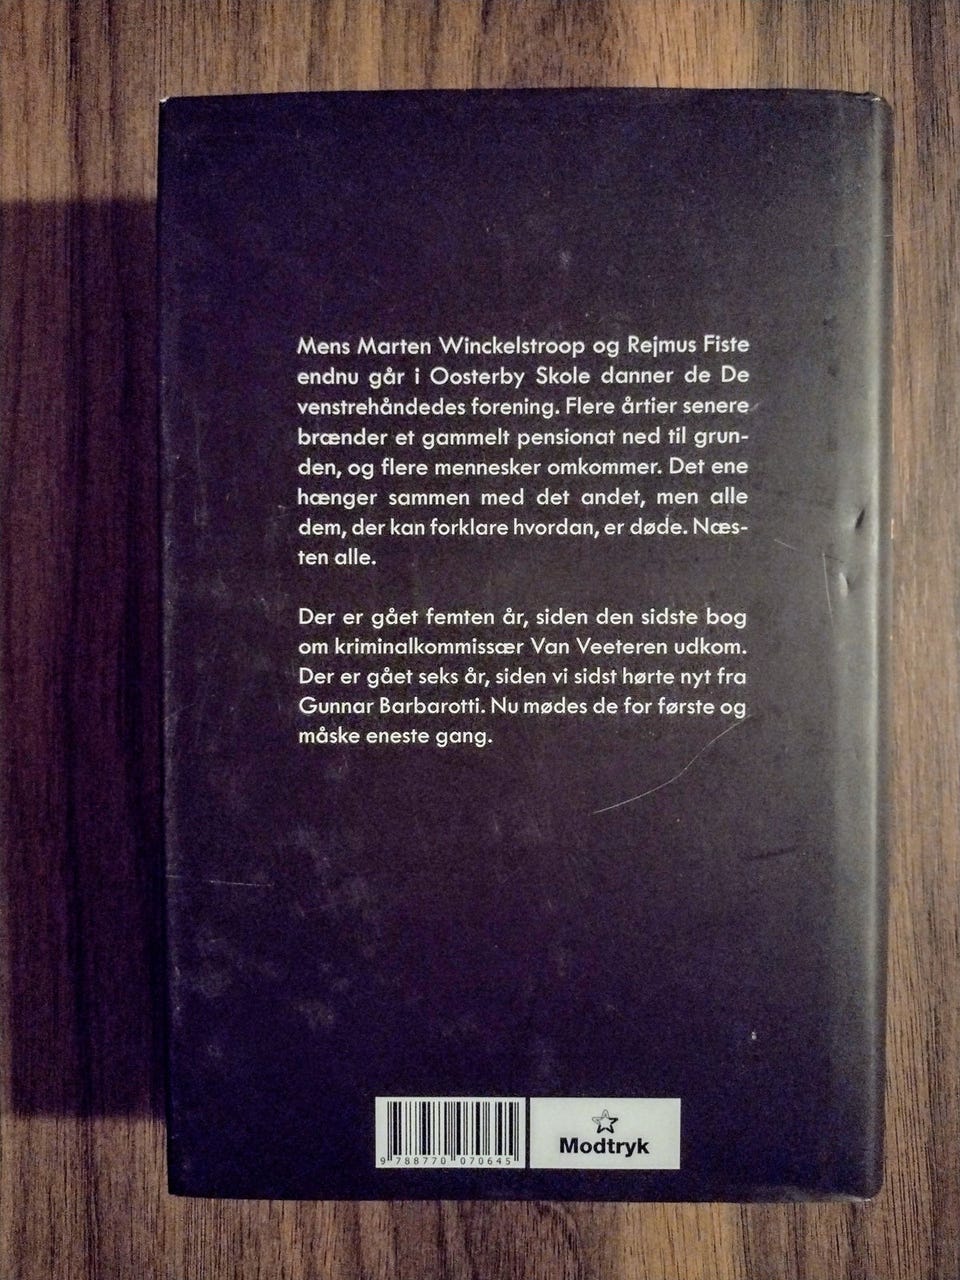 Mens Marten Winckelstroop og Rejmus Fiste
endnu går i Oosterby Skole danner de De
venstrehåndedes forening. Flere årtier senere
brænder et gammelt pensionat ned til grun-
den, og flere mennesker omkommer. Det ene
hænger sammen med det andet, men alle
dem, der kan forklare hvordan, er døde. Næs-
ten alle.
Der er gået femten år, siden den sidste bog
om kriminalkommissær Van Veeteren udkom.
Der er gået seks år, siden vi sidst hørte nyt fra
Gunnar Barbarotti. Nu mødes de for første og
måske eneste gang.
9 788770 070645
Modtryk